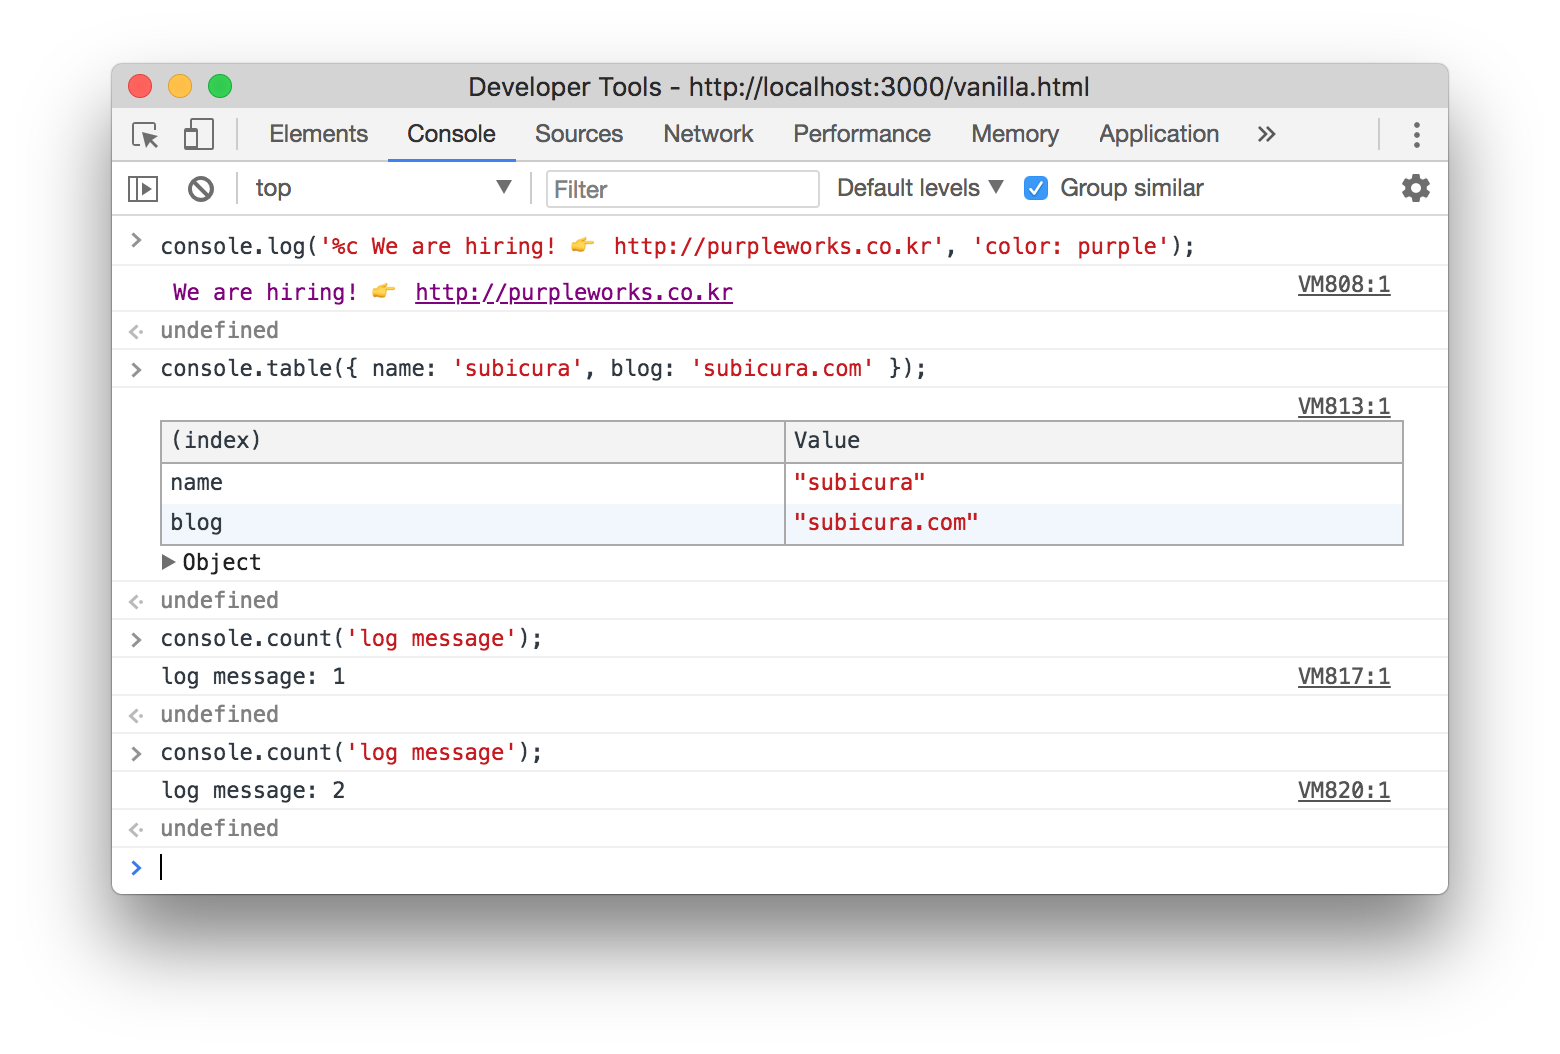 Developer Tools - http://localhost:3000/vanilla.html
Elements Console Sources Network Performance Memory Application »
top ▼ Filter Default levels ▼ Group similar
> console.log('%c We are hiring! 👉 http://purpleworks.co.kr', 'color: purple');
We are hiring! 👉 http://purpleworks.co.kr VM808:1
undefined
> console.table({ name: 'subicura', blog: 'subicura.com' });
VM813:1
(index) Value
name "subicura"
blog "subicura.com"
▶ Object
undefined
> console.count('log message');
log message: 1 VM817:1
undefined
> console.count('log message');
log message: 2 VM820:1
undefined
>